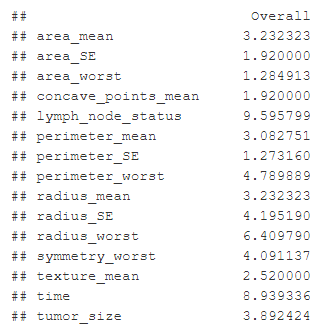 ##                      Overall
## area_mean            3.232323
## area_SE              1.920000
## area_worst           1.284913
## concave_points_mean  1.920000
## lymph_node_status    9.595799
## perimeter_mean       3.082751
## perimeter_SE         1.273160
## perimeter_worst      4.789889
## radius_mean          3.232323
## radius_SE            4.195190
## radius_worst         6.409790
## symmetry_worst       4.091137
## texture_mean         2.520000
## time                 8.939336
## tumor_size           3.892424